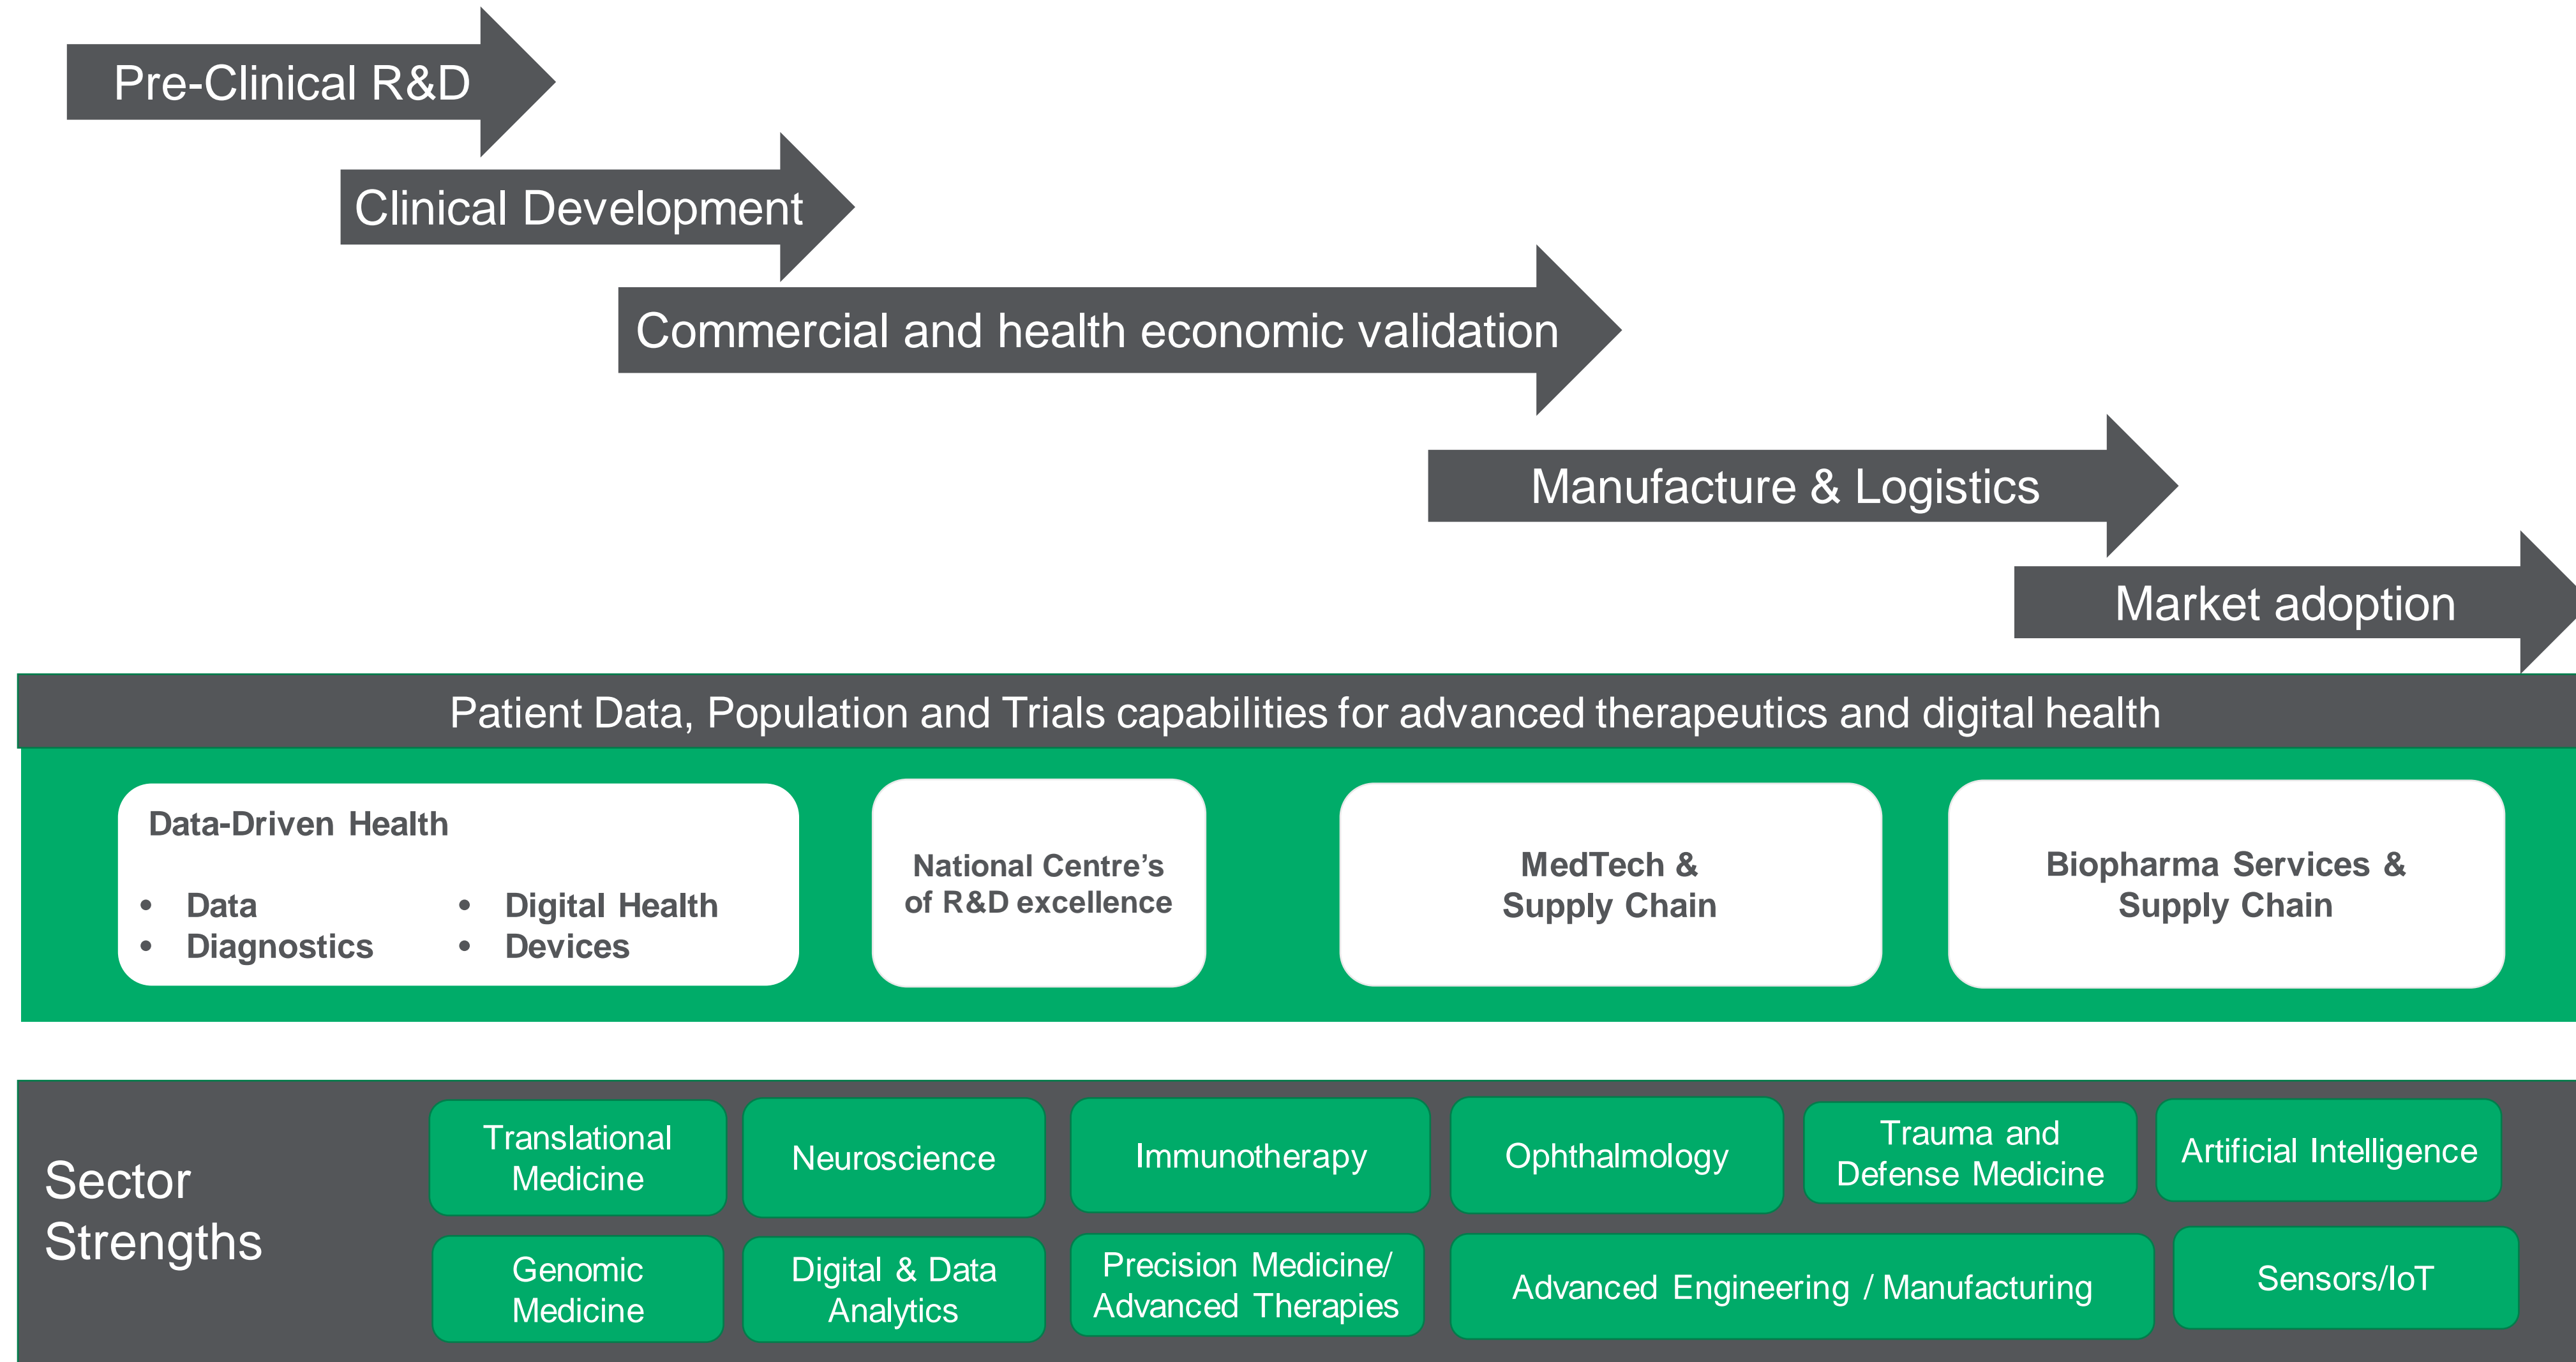 Pre-Clinical R&D
Clinical Development
Commercial and health economic validation
Manufacture & Logistics
Market adoption
Patient Data, Population and Trials capabilities for advanced therapeutics and digital health
Data-Driven Health
• Data
• Diagnostics
• Digital Health
• Devices
National Centre’s
of R&D excellence
MedTech &
Supply Chain
Biopharma Services &
Supply Chain
Sector
Strengths
Translational
Medicine
Neuroscience
Immunotherapy
Ophthalmology
Trauma and
Defense Medicine
Artificial Intelligence
Genomic
Medicine
Digital & Data
Analytics
Precision Medicine/
Advanced Therapies
Advanced Engineering / Manufacturing
Sensors/IoT